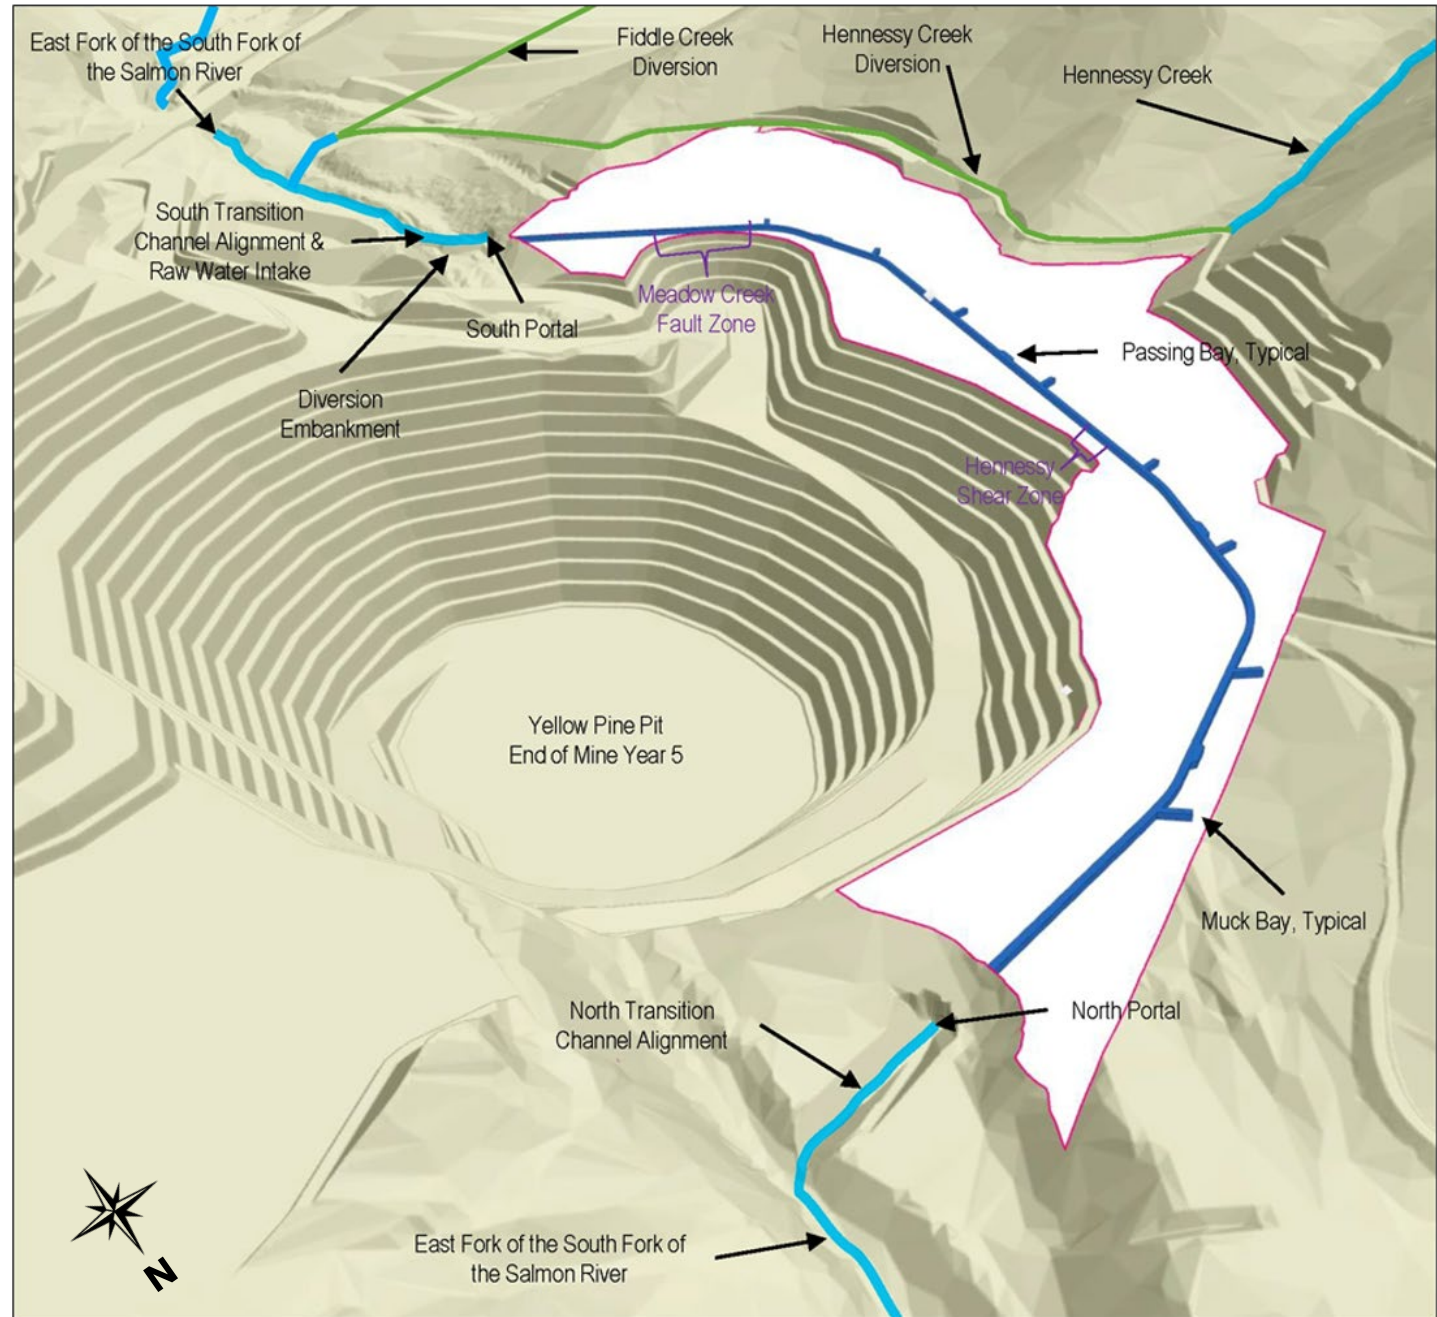 East Fork of the South Fork of
the Salmon River
Fiddle Creek
Diversion
Hennessy Creek
Diversion
Hennessy Creek
South Transition
Channel Alignment &
Raw Water Intake
South Portal
Meadow Creek
Fault Zone
Passing Bay, Typical
Diversion
Embankment
Hennessy
Shear Zone
Yellow Pine Pit
End of Mine Year 5
Muck Bay, Typical
North Transition
Channel Alignment
North Portal
East Fork of the South Fork of
the Salmon River
N